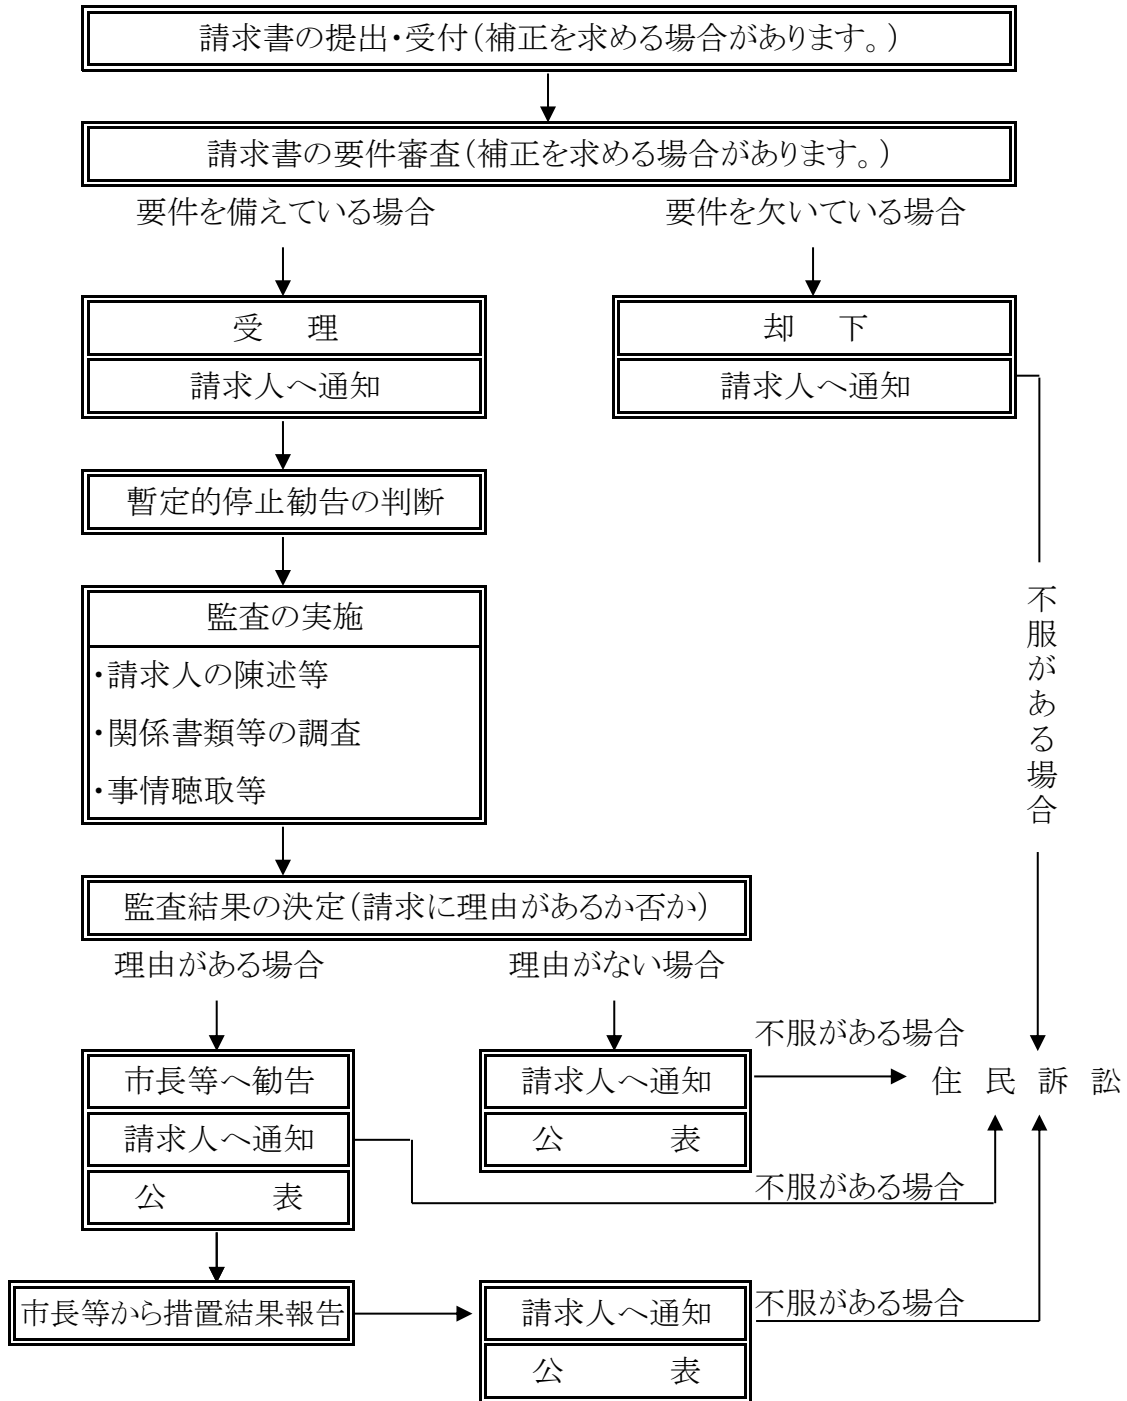 請求書の提出・受付（補正を求める場合があります。）
請求書の要件審査（補正を求める場合があります。）
要件を備えている場合
要件を欠いている場合
受 理
却 下
請求人へ通知
請求人へ通知
暫定的停止勧告の判断
監査の実施
・請求人の陳述等
・関係書類等の調査
・事情聴取等
不服がある場合
監査結果の決定（請求に理由があるか否か）
理由がある場合
理由がない場合
不服がある場合
市長等へ勧告
請求人へ通知
住 民 訴 訟
請求人へ通知
公 表
公 表
不服がある場合
市長等から措置結果報告
請求人へ通知
不服がある場合
公 表